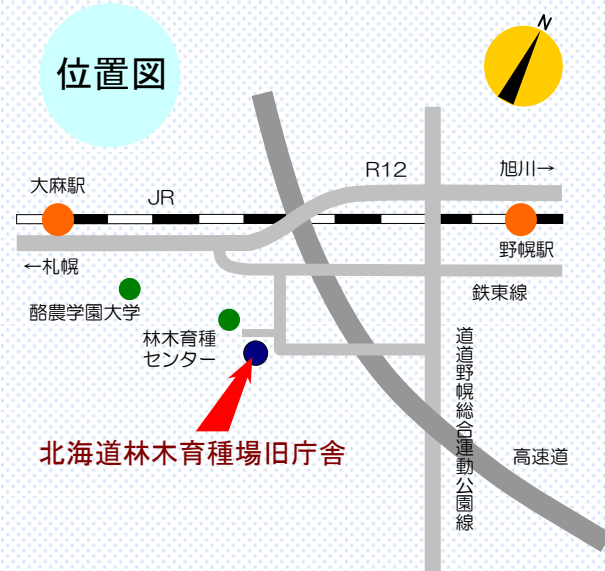 位置図
N
大麻駅
JR
R12
旭川→
野幌駅
←札幌
鉄東線
酪農学園大学
林木育種
センター
道道野幌総合運動公園線
北海道林木育種場旧庁舎
高速道